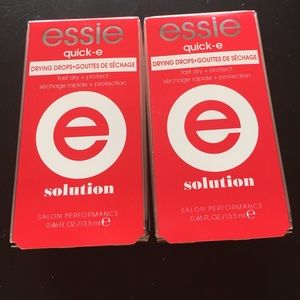 essie
quick-e
DRYING DROPS•GOUTTES DE SÉCHAGE
fast dry + protect
séchage rapide + protection
e
solution
SALON PERFORMANCE
0.46 FL.OZ./13.5 ml e
essie
quick-e
DRYING DROPS•GOUTTES DE SÉCHAGE
fast dry + protect
séchage rapide + protection
e
solution
SALON PERFORMANCE
0.46 FL.OZ./13.5 ml e